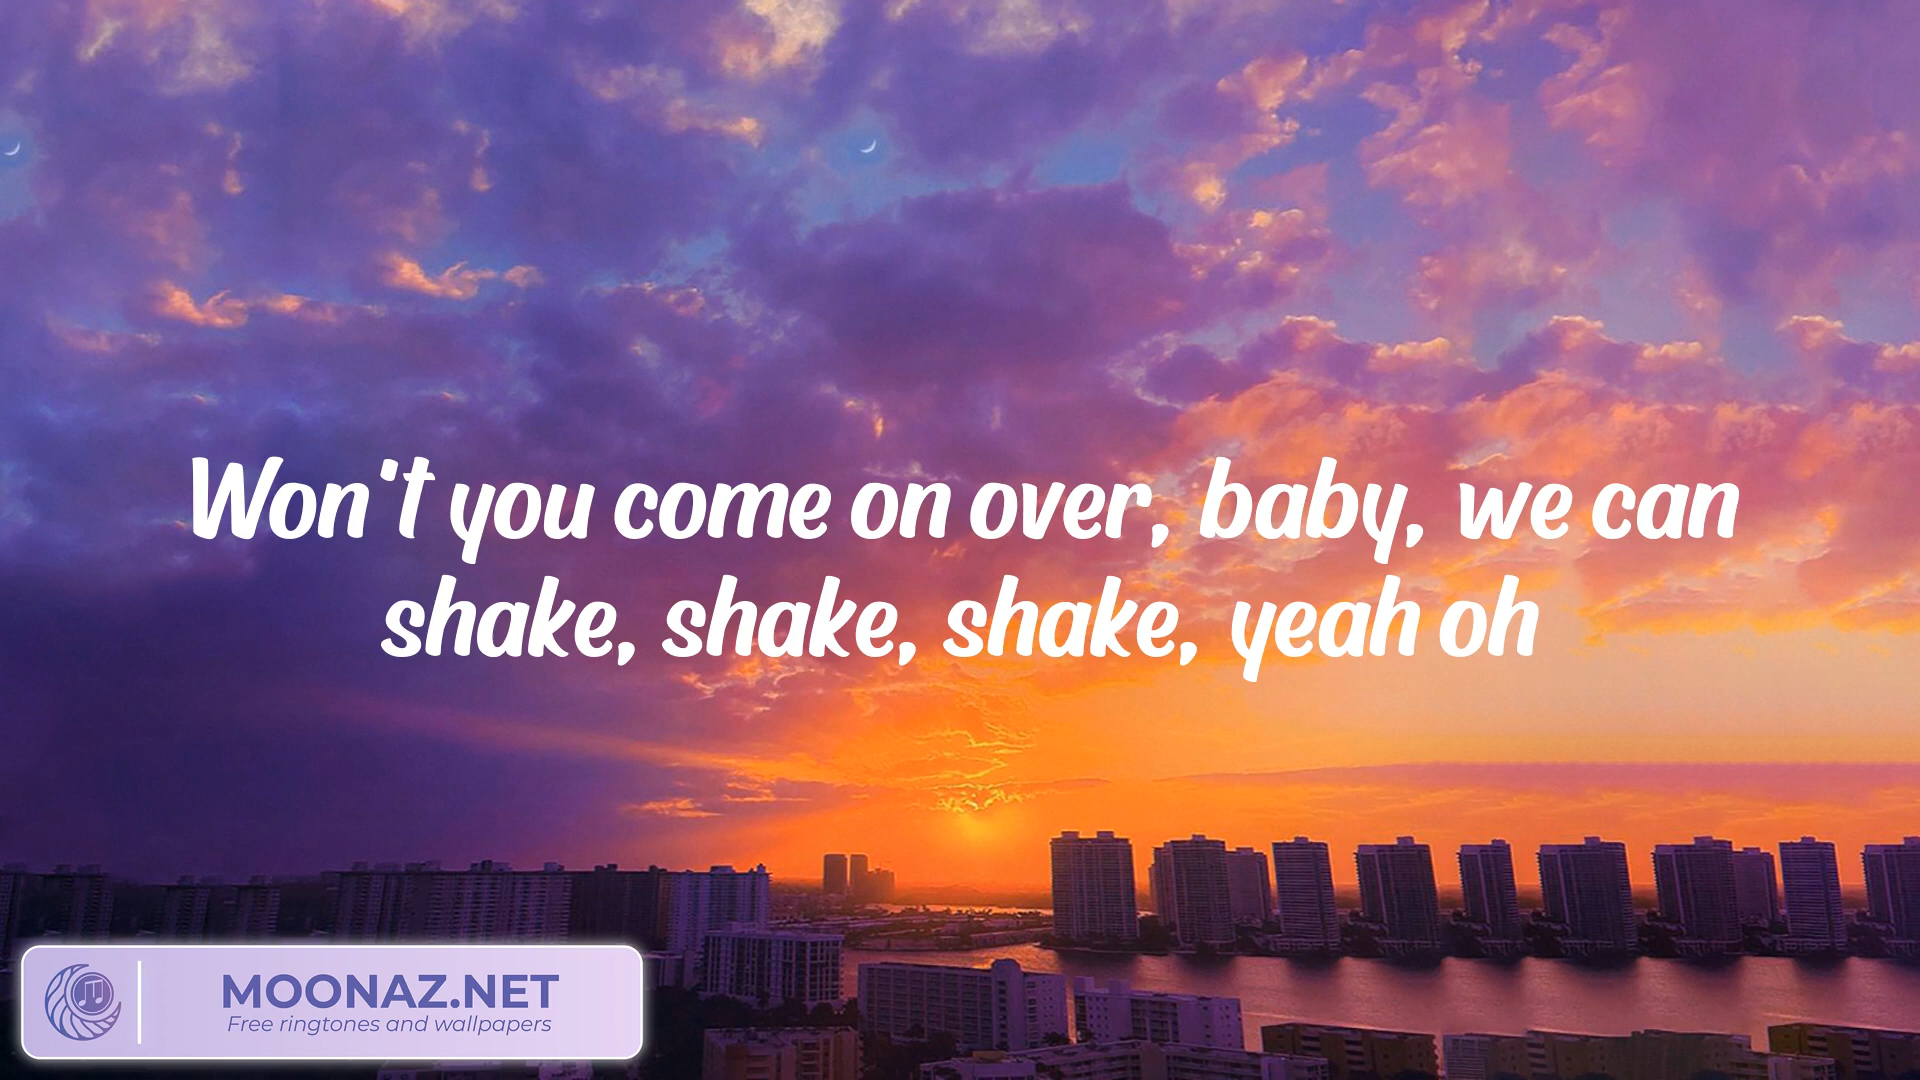 Won't you come on over, baby, we can
shake, shake, shake, yeah oh
MOONAZ.NET
Free ringtones and wallpapers